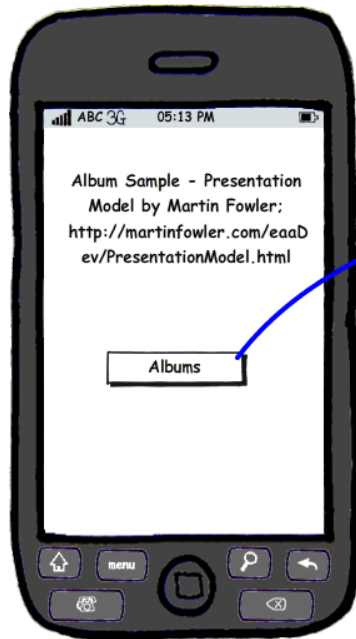 ABC 3G 05:13 PM
Album Sample - Presentation
Model by Martin Fowler;
http://martinfowler.com/eaaD
ev/PresentationModel.html
Albums
menu